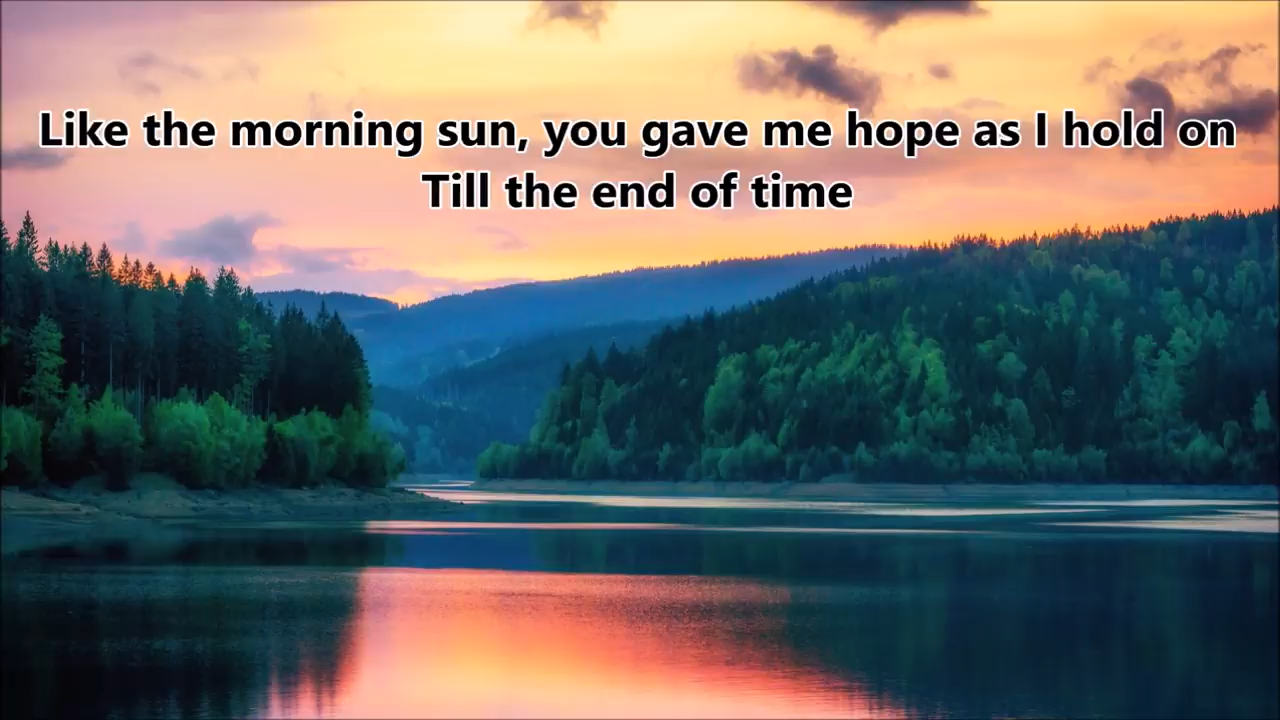 Like the morning sun, you gave me hope as I hold on
Till the end of time